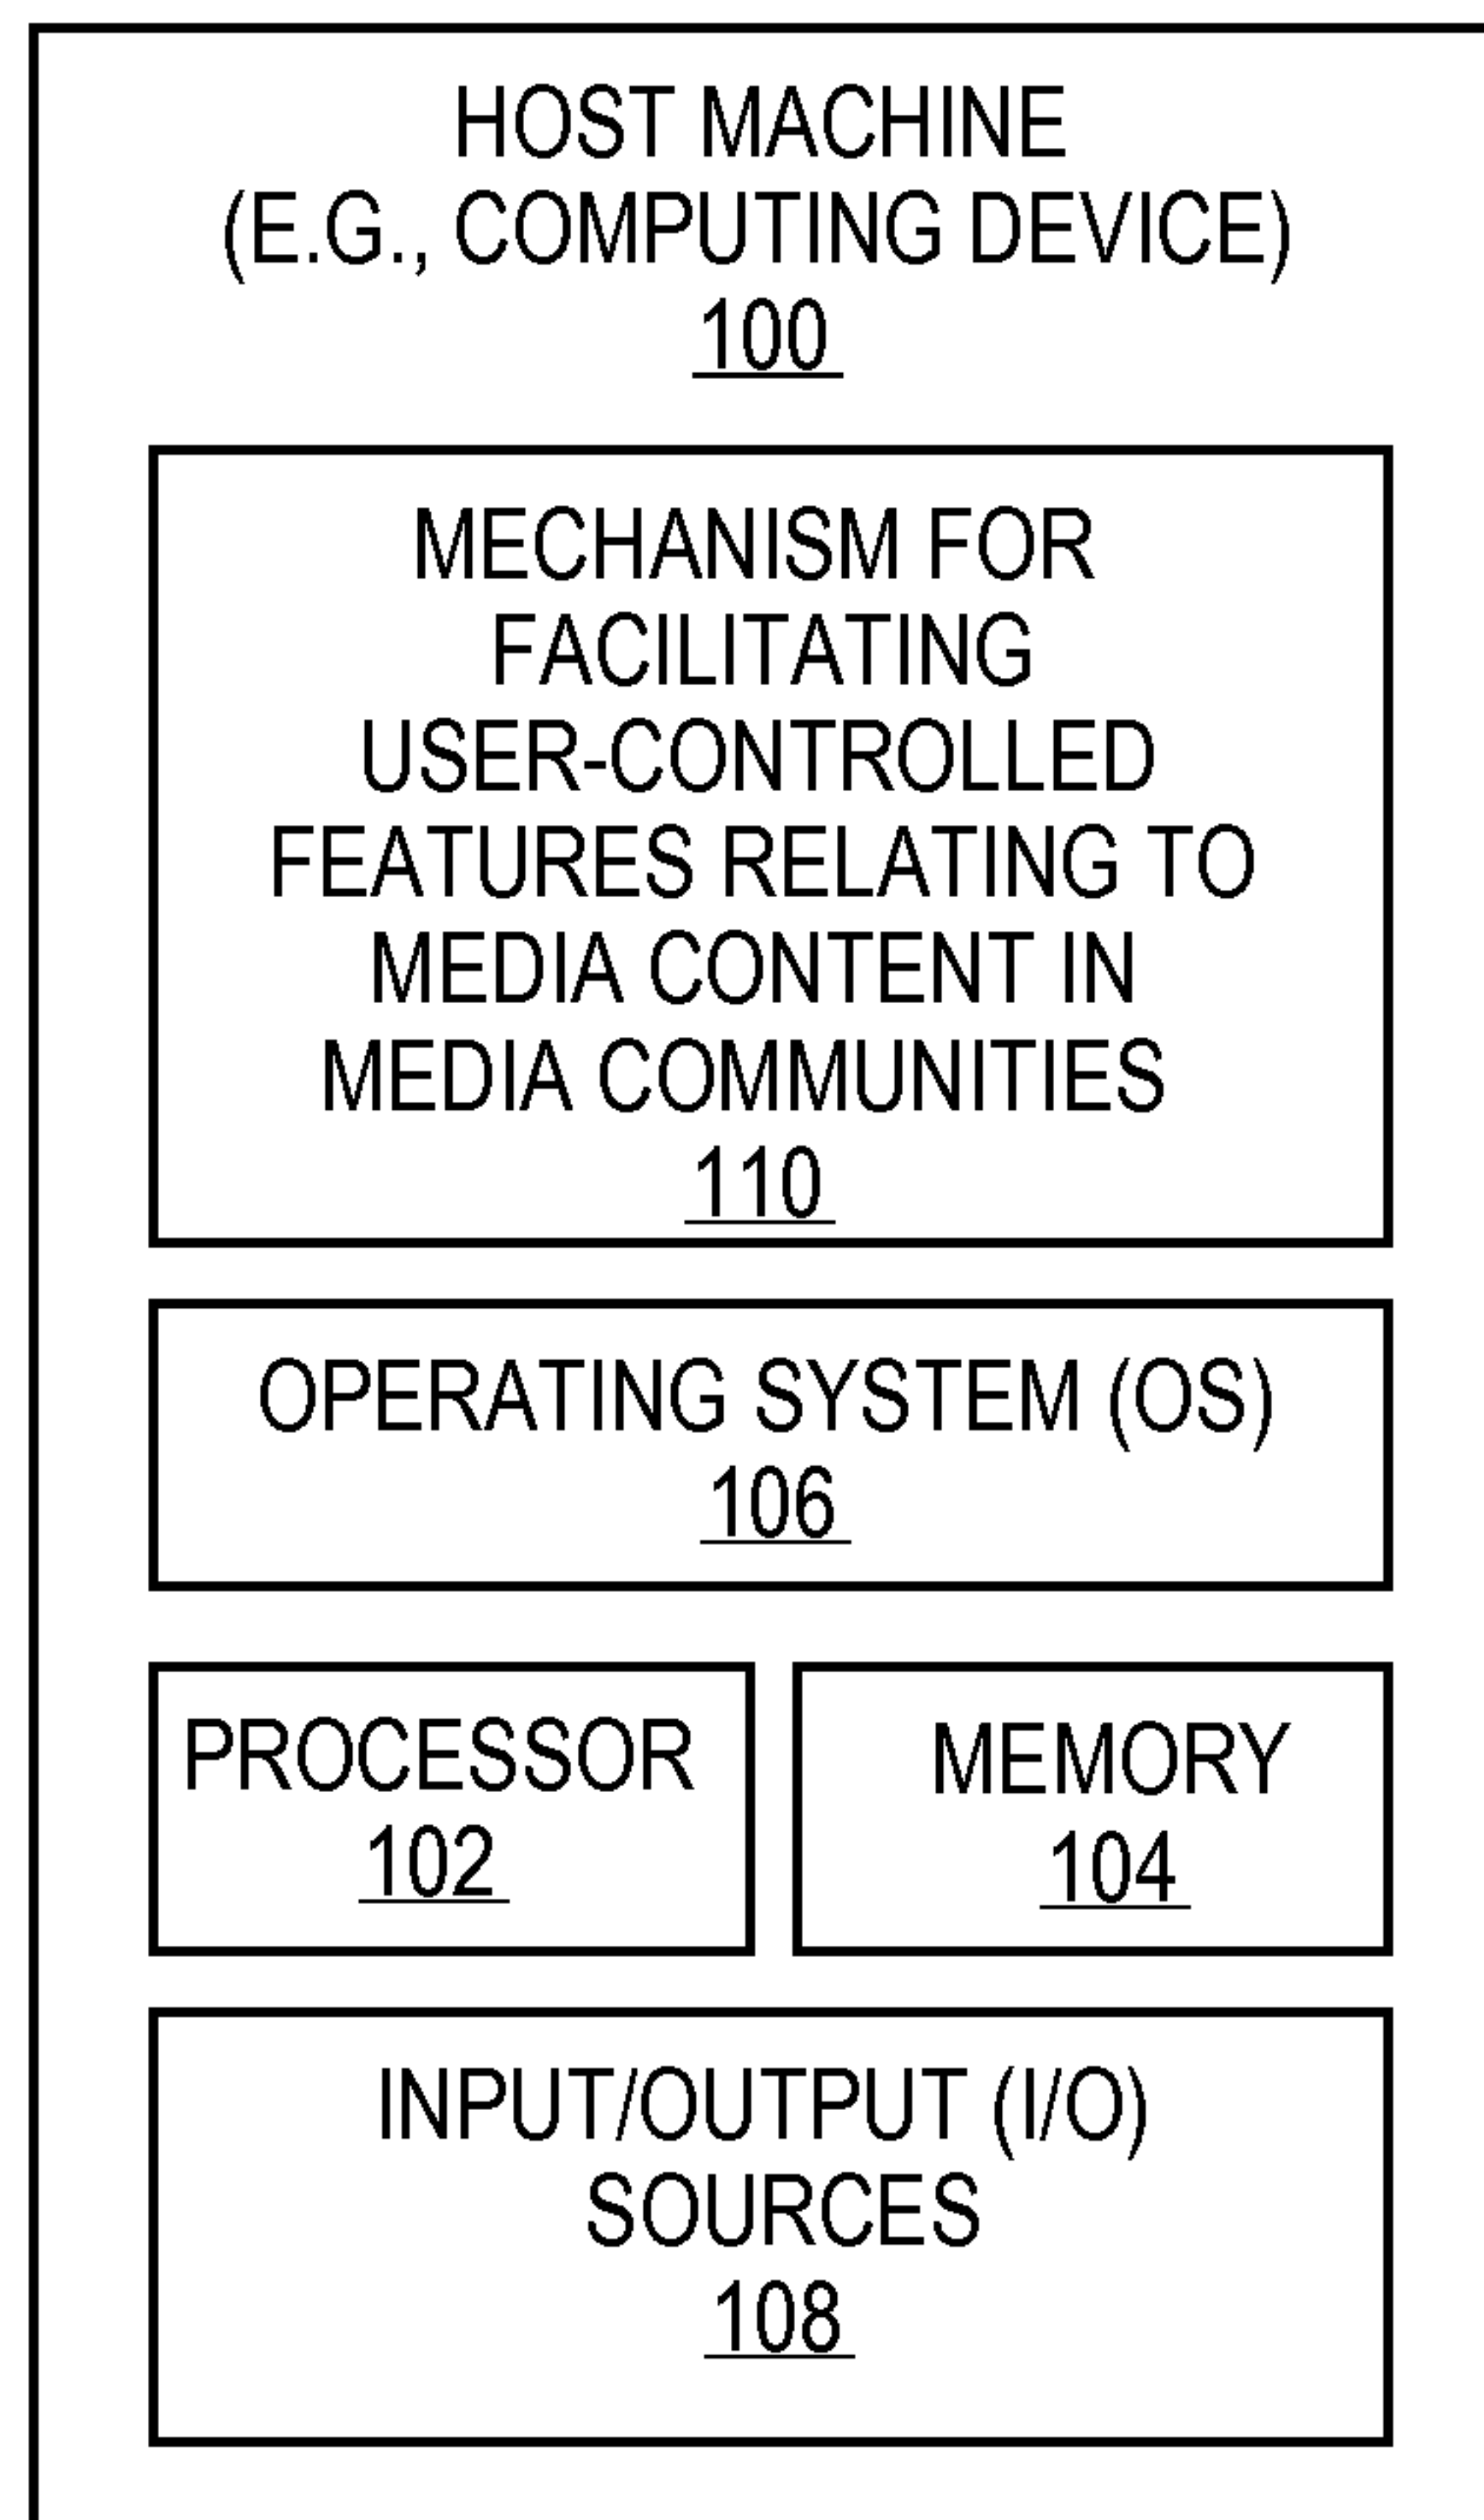 HOST MACHINE
(E.G., COMPUTING DEVICE)
100
MECHANISM FOR
FACILITATING
USER-CONTROLLED
FEATURES RELATING TO
MEDIA CONTENT IN
MEDIA COMMUNITIES
110
OPERATING SYSTEM (OS)
106
PROCESSOR
102
MEMORY
104
INPUT/OUTPUT (I/O)
SOURCES
108